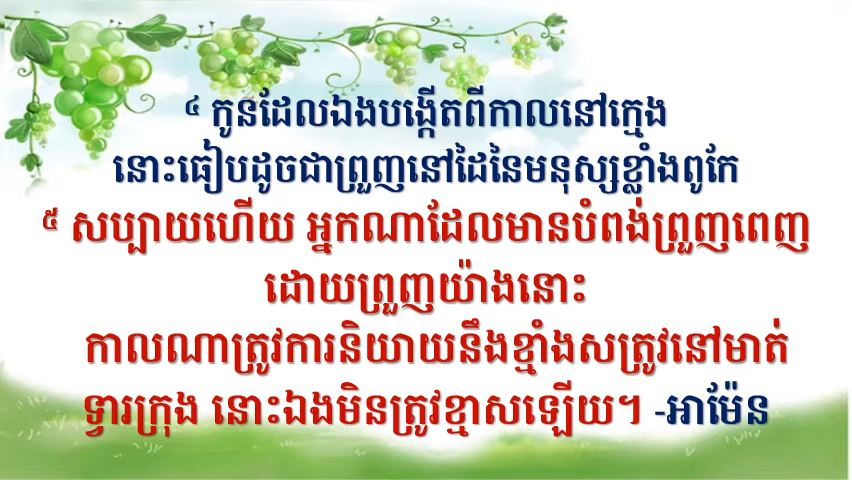 ៤ កូនដែលឯងបង្កើតពីកាលនៅក្មេង
នោះធៀបដូចជាព្រួញនៅដៃនៃមនុស្សខ្លាំងពូកែ
៥ សប្បាយហើយ អ្នកណាដែលមានបំពង់ព្រួញពេញ
ដោយព្រួញយ៉ាងនោះ
កាលណាត្រូវការនិយាយនឹងខ្មាំងសត្រូវនៅមាត់
ទ្វារក្រុង នោះឯងមិនត្រូវខ្មាសឡើយ។ -អាម៉ែន